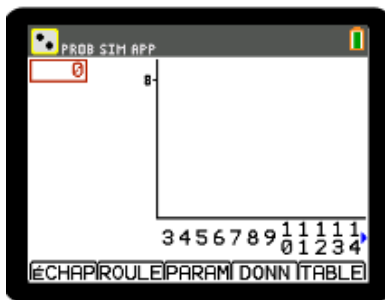 PROB SIM APP
0
8
3 4 5 6 7 8 9 10 11 12 13 14
ÉCHAP ROULE PARAM DONN TABLE